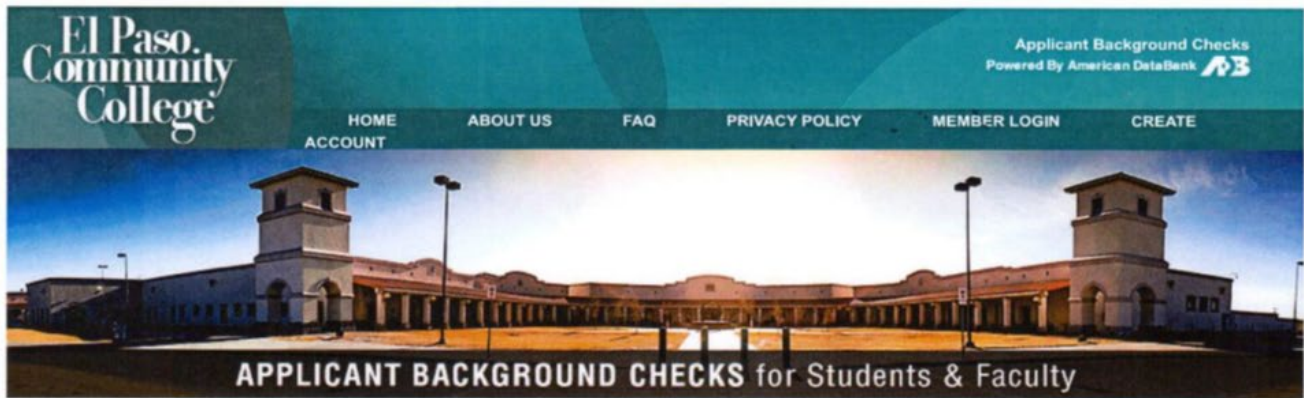 El Paso
Community
College
Applicant Background Checks
Powered By American DataBank ADB
HOME ABOUT US FAQ PRIVACY POLICY MEMBER LOGIN CREATE
ACCOUNT
APPLICANT BACKGROUND CHECKS for Students & Faculty